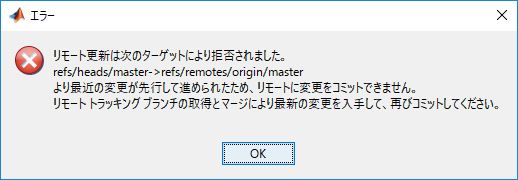 エラー
リモート更新は次のターゲットにより拒否されました。
refs/heads/master->refs/remotes/origin/master
より最近の変更が先行して進められたため、リモートに変更をコミットできません。
リモート トラッキング ブランチの取得とマージにより最新の変更を入手して、再びコミットしてください。
OK